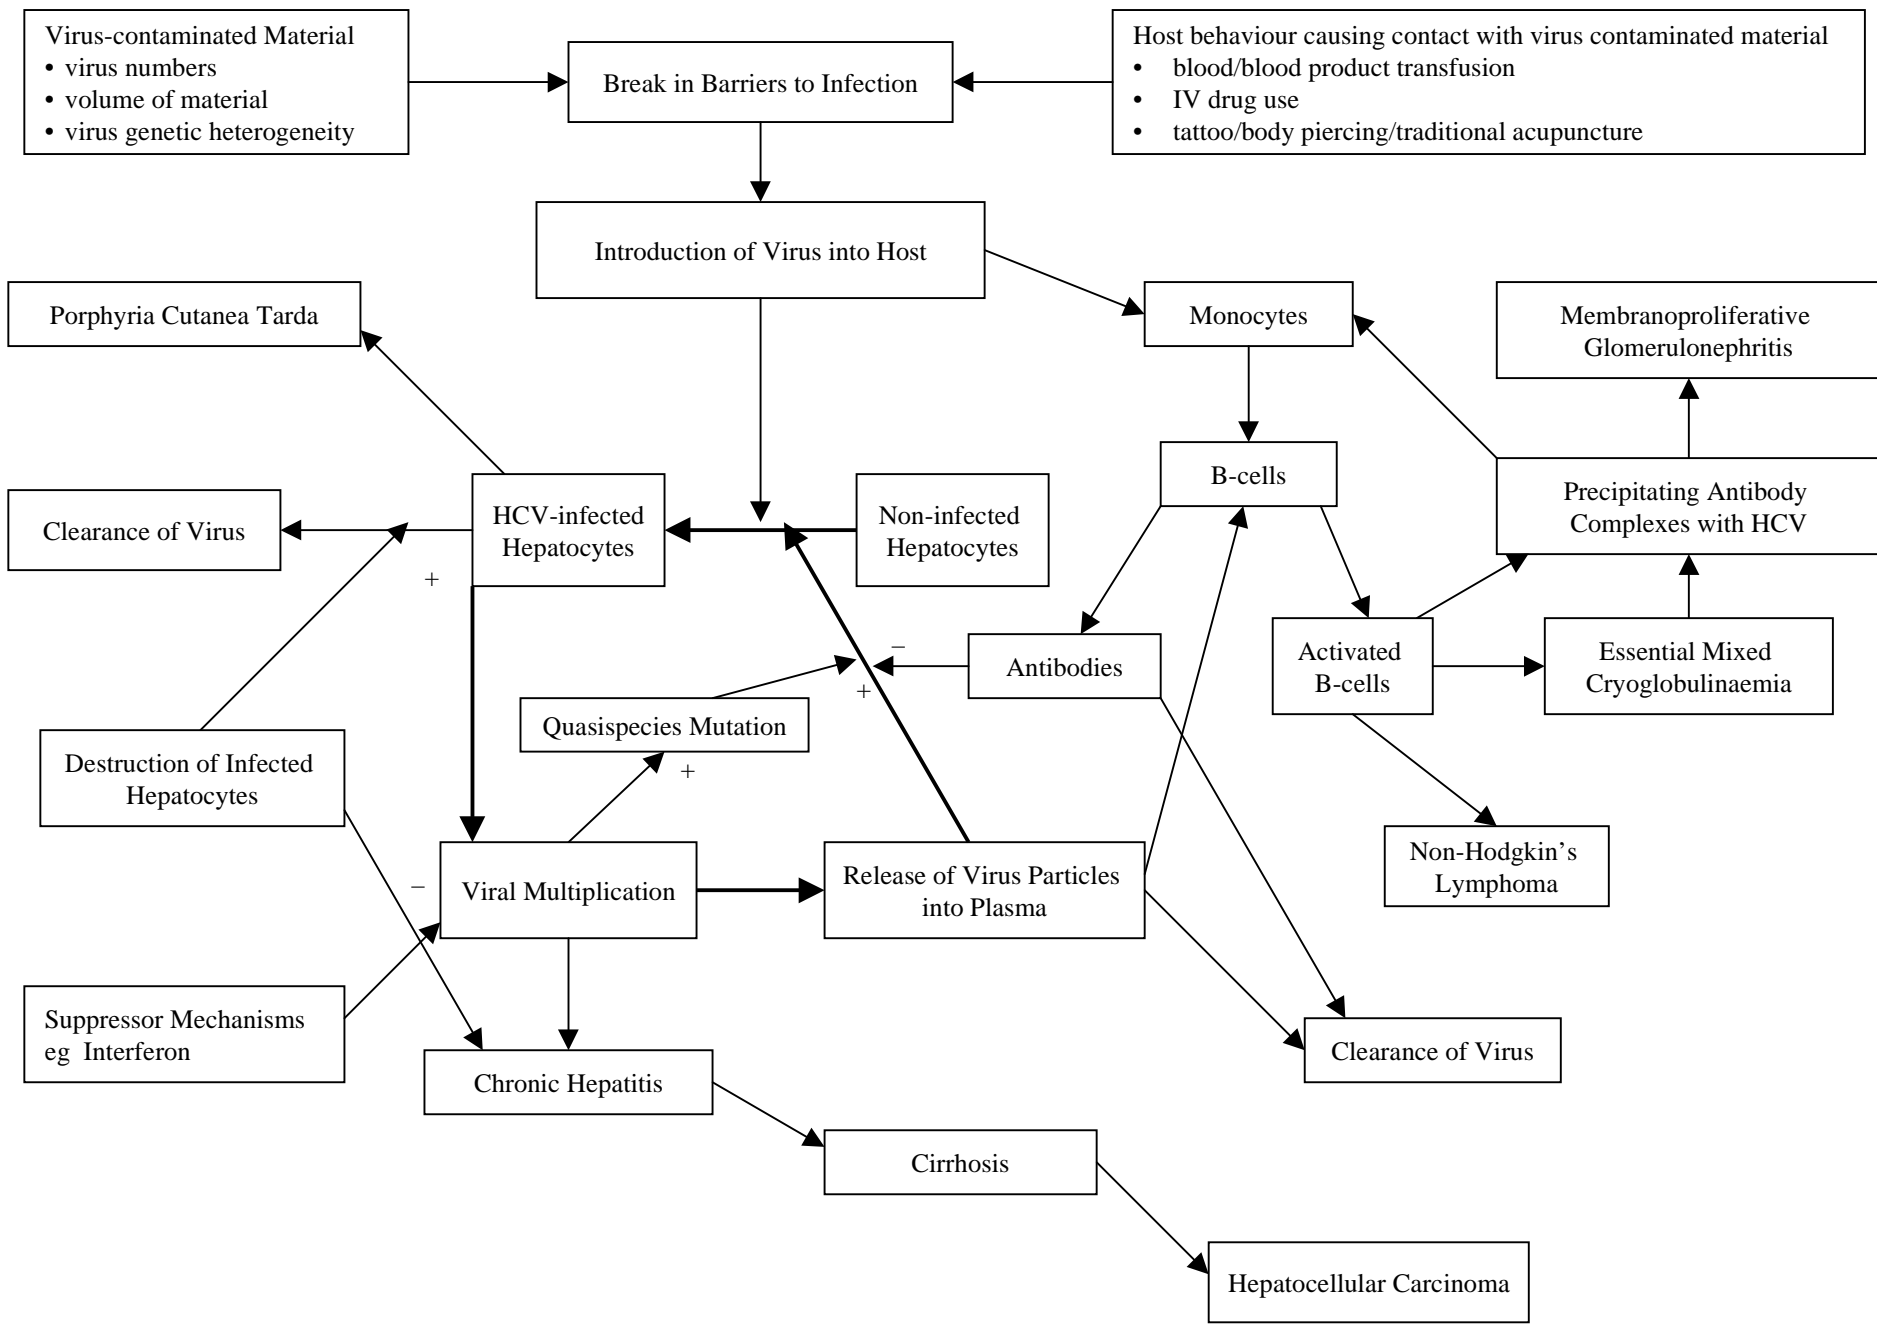 Virus-contaminated Material
• virus numbers
• volume of material
• virus genetic heterogeneity
Break in Barriers to Infection
Host behaviour causing contact with virus contaminated material
• blood/blood product transfusion
• IV drug use
• tattoo/body piercing/traditional acupuncture
Introduction of Virus into Host
Porphyria Cutanea Tarda
Monocytes
Membranoproliferative
Glomerulonephritis
B-cells
Clearance of Virus
HCV-infected
Hepatocytes
Non-infected
Hepatocytes
Precipitating Antibody
Complexes with HCV
+
–
Antibodies
Activated
B-cells
Essential Mixed
Cryoglobulinaemia
+
Quasispecies Mutation
+
Destruction of Infected
Hepatocytes
Non-Hodgkin’s
Lymphoma
–
Viral Multiplication
Release of Virus Particles
into Plasma
Suppressor Mechanisms
eg Interferon
Clearance of Virus
Chronic Hepatitis
Cirrhosis
Hepatocellular Carcinoma